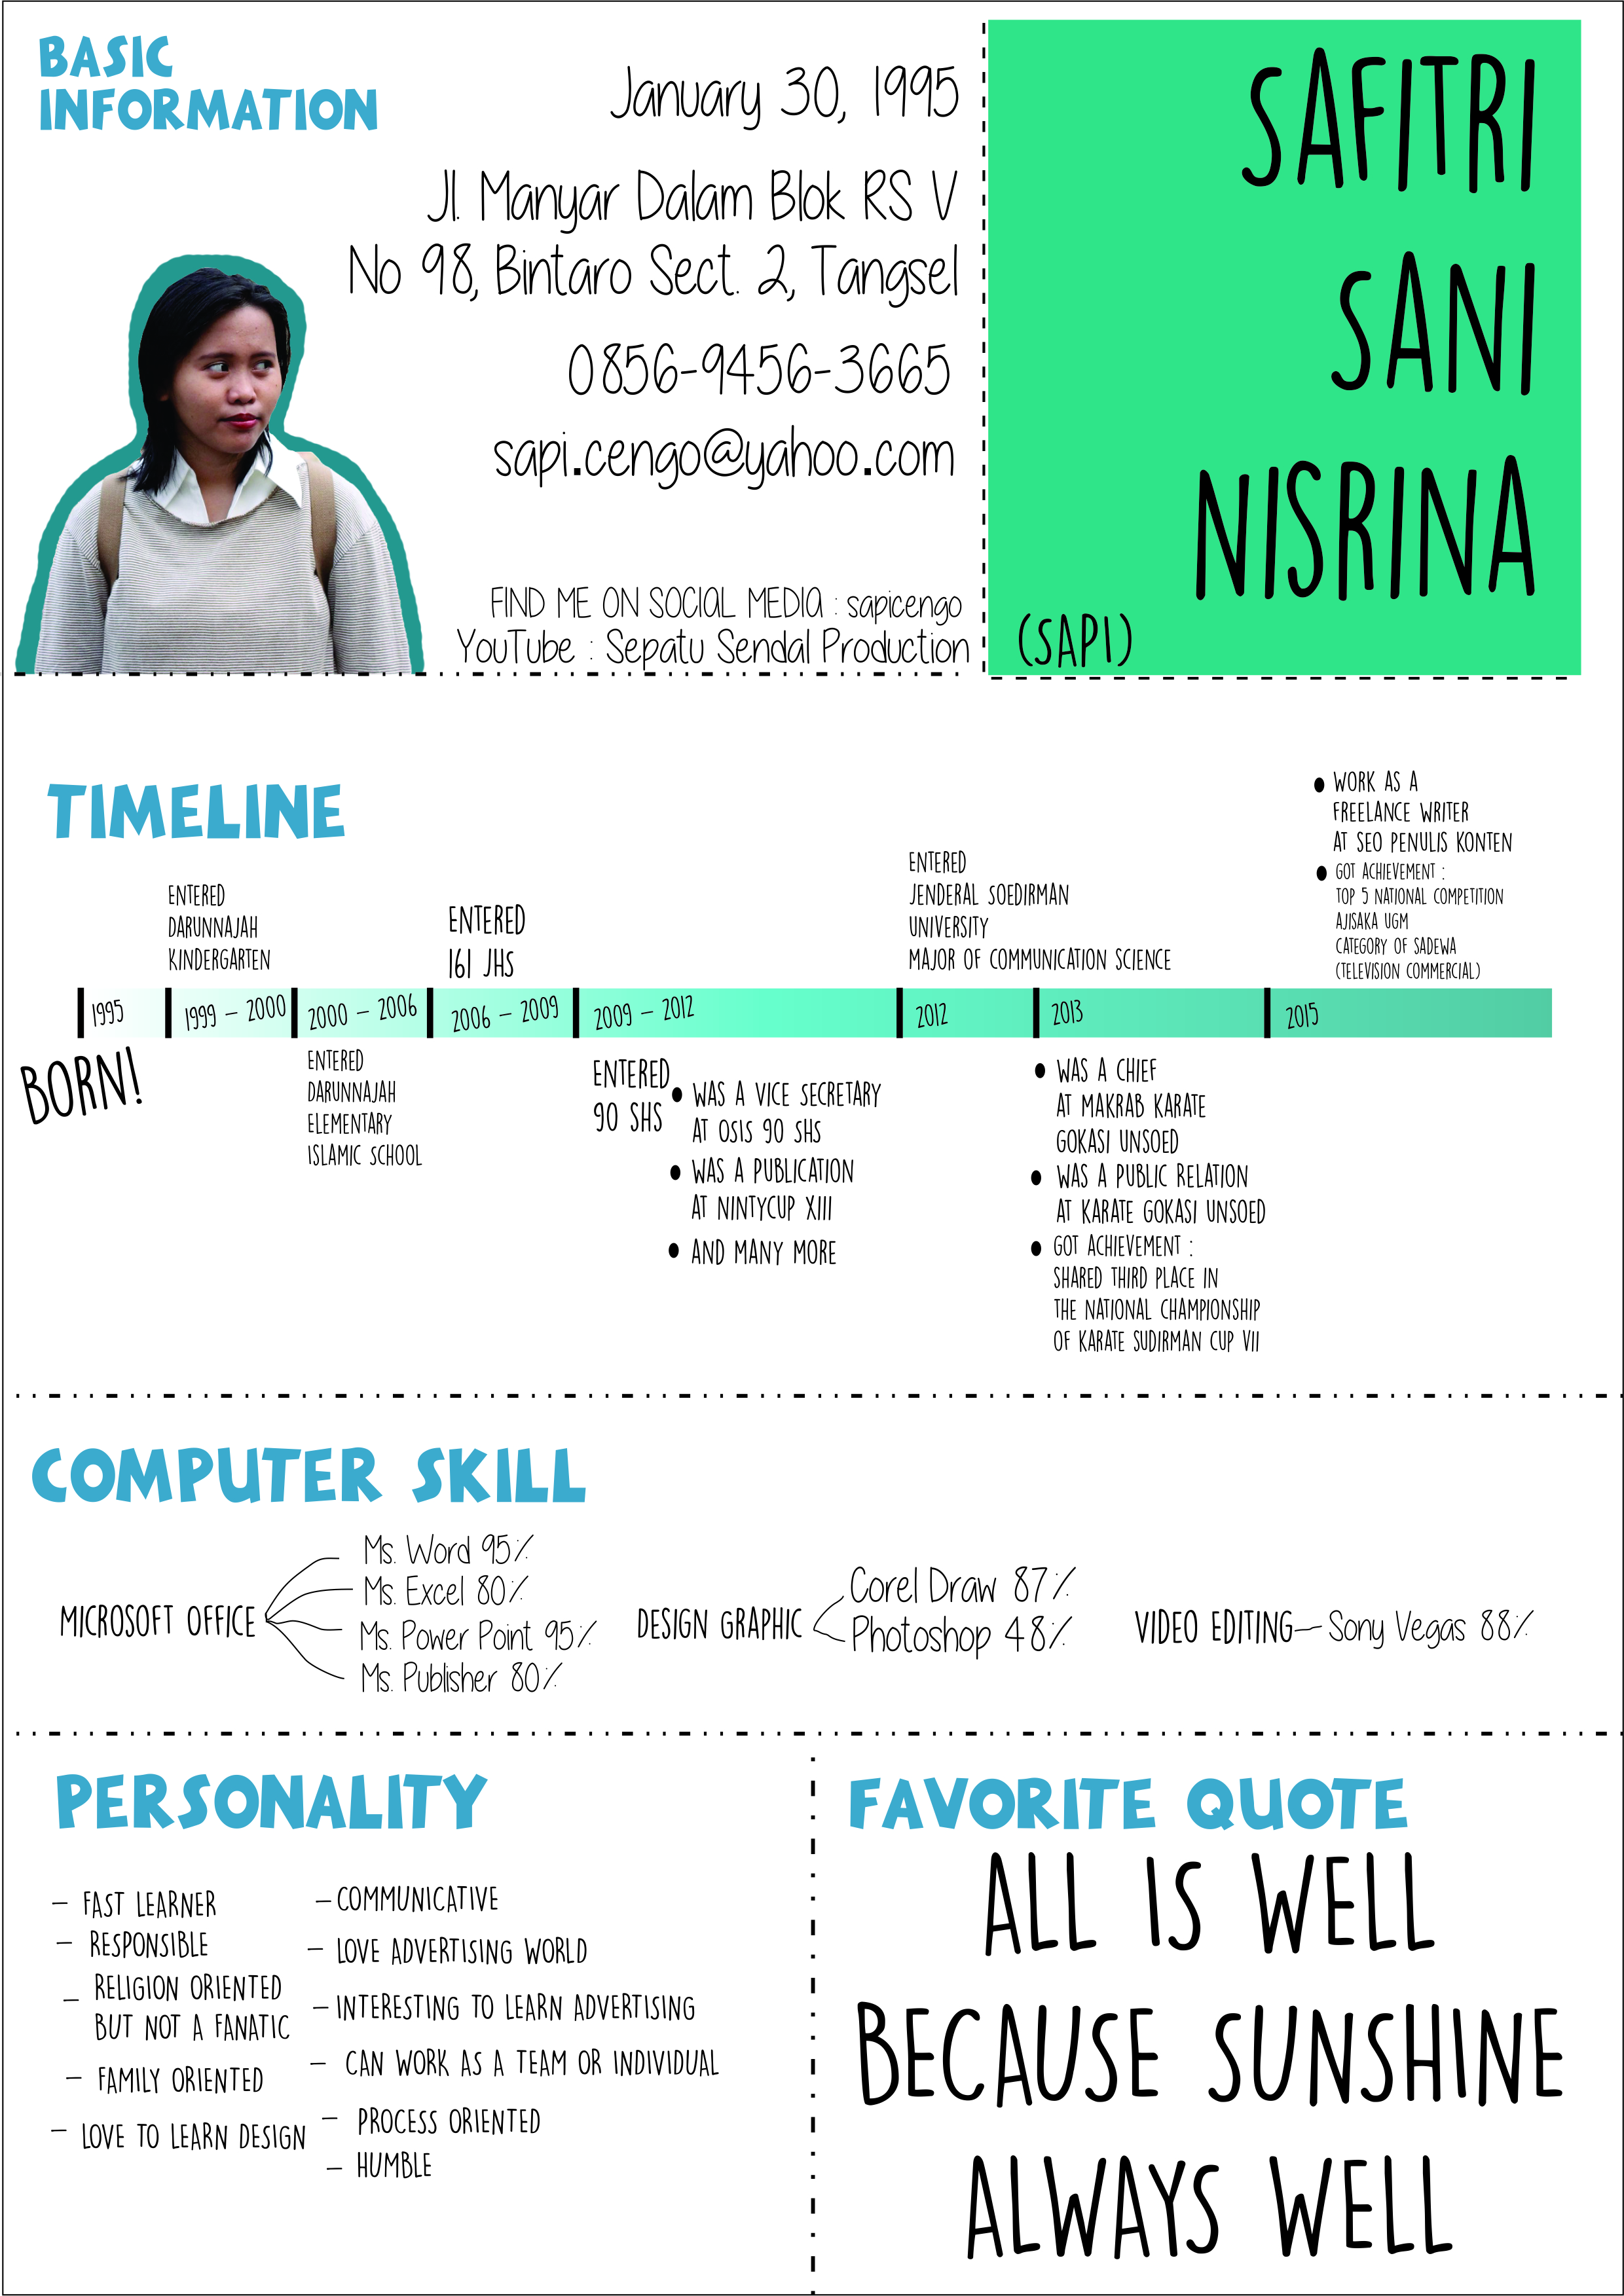 BASIC
INFORMATION
January 30, 1995
Jl. Manyar Dalam Blok RS V
No 98, Bintaro Sect. 2, Tangsel
0856-9456-3665
sapi.cengo@yahoo.com
FIND ME ON SOCIAL MEDIA : sapicengo
YouTube : Sepatu Sendal Production
SAFITRI
SANI
NISRINA
(SAPI)
TIMELINE
1995
BORN!
ENTERED
DARUNNAJAH
KINDERGARTEN
1999 - 2000
2000 - 2006
ENTERED
DARUNNAJAH
ELEMENTARY
ISLAMIC SCHOOL
ENTERED
161 JHS
2006 - 2009
2009 - 2012
ENTERED
90 SHS
• WAS A VICE SECRETARY
AT OSIS 90 SHS
• WAS A PUBLICATION
AT NINTYCUP XIII
• AND MANY MORE
ENTERED
JENDERAL SOEDIRMAN
UNIVERSITY
MAJOR OF COMMUNICATION SCIENCE
2012
2013
• WAS A CHIEF
AT MAKRAB KARATE
GOKASI UNSOED
• WAS A PUBLIC RELATION
AT KARATE GOKASI UNSOED
• GOT ACHIEVEMENT :
SHARED THIRD PLACE IN
THE NATIONAL CHAMPIONSHIP
OF KARATE SUDIRMAN CUP VII
• WORK AS A
FREELANCE WRITER
AT SEO PENULIS KONTEN
• GOT ACHIEVEMENT :
TOP 5 NATIONAL COMPETITION
AJISAKA UGM
CATEGORY OF SADEWA
(TELEVISION COMMERCIAL)
2015
COMPUTER SKILL
MICROSOFT OFFICE
Ms. Word 95%
Ms. Excel 80%
Ms. Power Point 95%
Ms. Publisher 80%
DESIGN GRAPHIC
Corel Draw 87%
Photoshop 48%
VIDEO EDITING
Sony Vegas 88%
PERSONALITY
- FAST LEARNER
- RESPONSIBLE
- RELIGION ORIENTED
BUT NOT A FANATIC
- FAMILY ORIENTED
- LOVE TO LEARN DESIGN
- COMMUNICATIVE
- LOVE ADVERTISING WORLD
- INTERESTING TO LEARN ADVERTISING
- CAN WORK AS A TEAM OR INDIVIDUAL
- PROCESS ORIENTED
- HUMBLE
FAVORITE QUOTE
ALL IS WELL
BECAUSE SUNSHINE
ALWAYS WELL